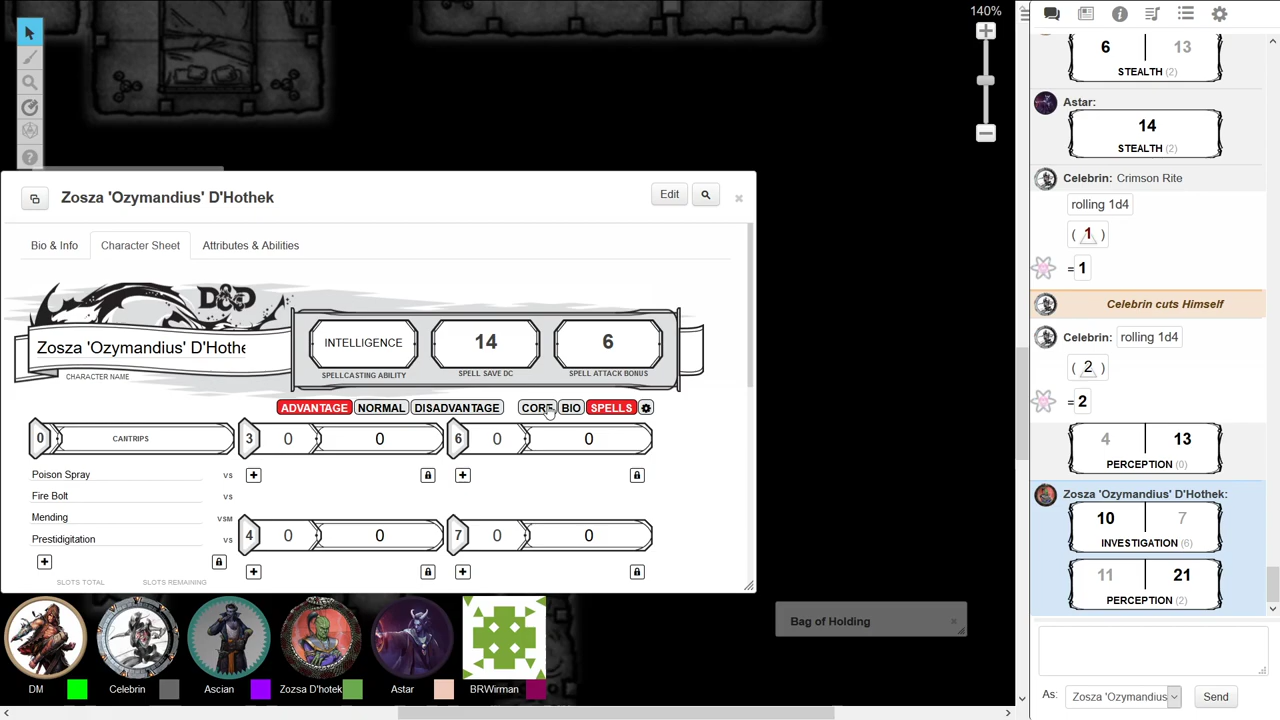 140%
Zosza 'Ozymandius' D'Hothek
Edit
Bio & Info
Character Sheet
Attributes & Abilities
D&D
Zosza 'Ozymandius' D'Hothe
CHARACTER NAME
INTELLIGENCE
SPELLCASTING ABILITY
14
SPELL SAVE DC
6
SPELL ATTACK BONUS
ADVANTAGE
NORMAL
DISADVANTAGE
CORE
BIO
SPELLS
0
CANTRIPS
3
0
0
6
0
0
Poison Spray
VS
Fire Bolt
VS
Mending
VSM
Prestidigitation
VS
4
0
0
7
0
0
SLOTS TOTAL
SLOTS REMAINING
DM
Celebrin
Ascian
Zozsa D'hotek
Astar
BRWirman
Bag of Holding
6
13
STEALTH (2)
Astar:
14
STEALTH (2)
Celebrin: Crimson Rite
rolling 1d4
( 1 )
= 1
Celebrin cuts Himself
Celebrin: rolling 1d4
( 2 )
= 2
4
13
PERCEPTION (0)
Zosza 'Ozymandius' D'Hothek:
10
7
INVESTIGATION (6)
11
21
PERCEPTION (2)
As:
Zosza 'Ozymandius
Send